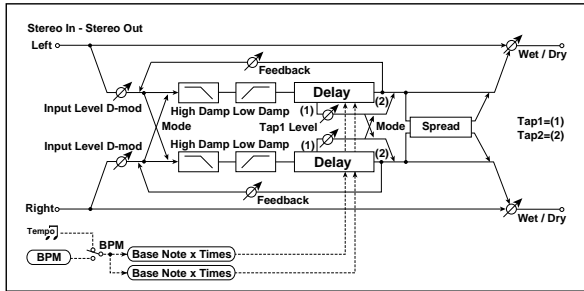 Stereo In - Stereo Out
Left
Wet / Dry
Feedback
Input Level D-mod
High Damp Low Damp
Delay
(1)
(2)
Mode
Tap1 Level
Mode
Spread
Tap1=(1)
Tap2=(2)
Input Level D-mod
High Damp Low Damp
(1)
Delay
(2)
Feedback
Right
Wet / Dry
Tempo
BPM
BPM
Base Note x Times
Base Note x Times